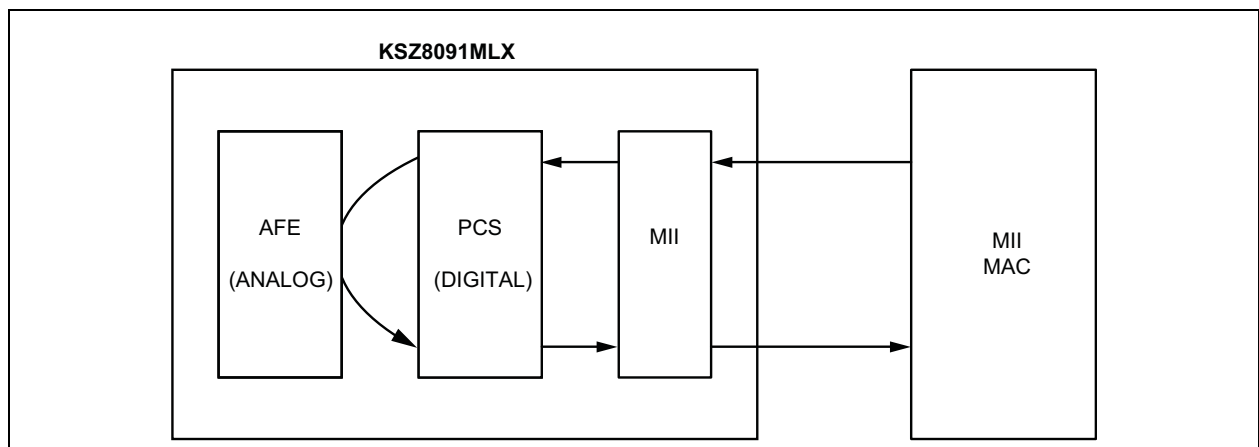 KSZ8091MLX
AFE
(ANALOG)
PCS
(DIGITAL)
MII
MII
MAC